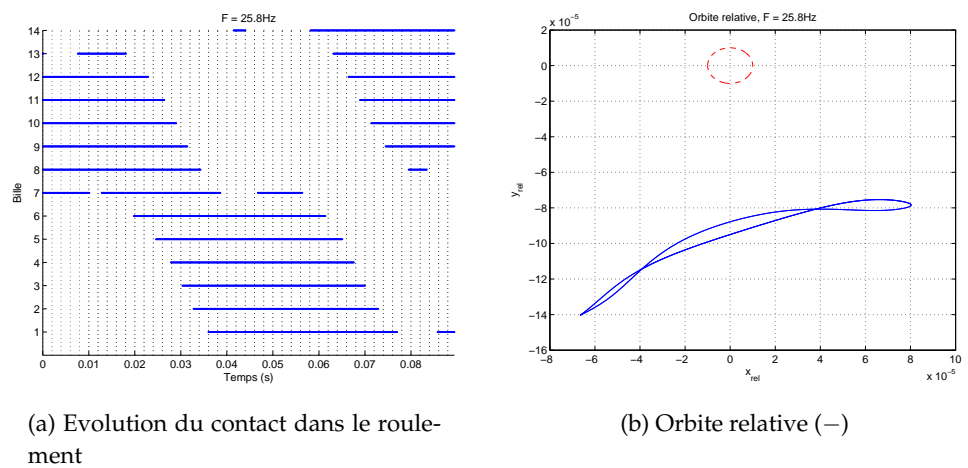 F = 25.8Hz
14
13
12
11
10
9
8
7
6
5
4
3
2
1
Bille
0 0.01 0.02 0.03 0.04 0.05 0.06 0.07 0.08
Temps (s)
(a) Evolution du contact dans le roule-
ment
x 10⁻⁵
Orbite relative, F = 25.8Hz
2
0
−2
−4
−6
−8
−10
−12
−14
−16
y_rel
−8 −6 −4 −2 0 2 4 6 8 10
x_rel
x 10⁻⁵
(b) Orbite relative (−)